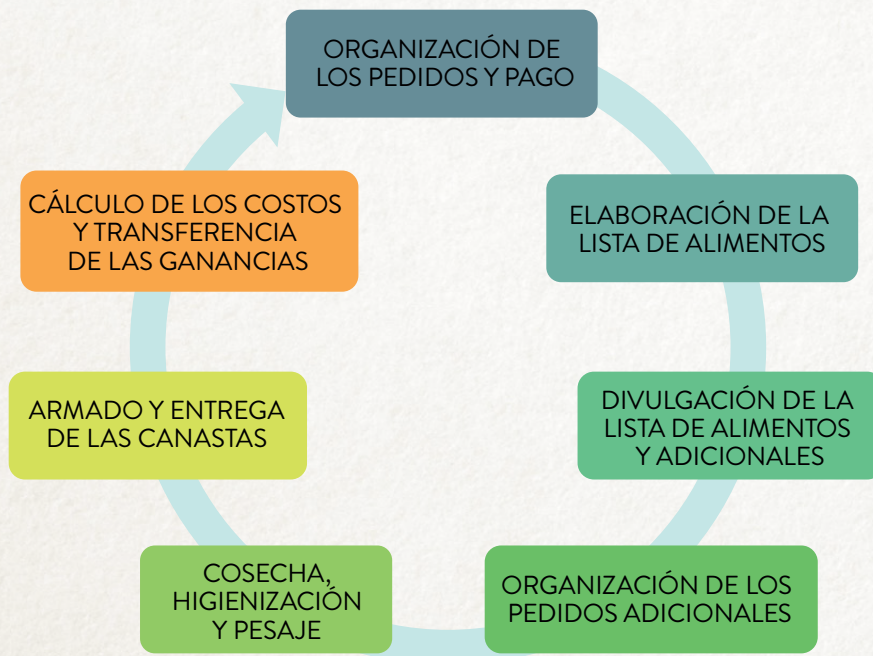 ORGANIZACIÓN DE
LOS PEDIDOS Y PAGO
ELABORACIÓN DE LA
LISTA DE ALIMENTOS
DIVULGACIÓN DE LA
LISTA DE ALIMENTOS
Y ADICIONALES
ORGANIZACIÓN DE LOS
PEDIDOS ADICIONALES
COSECHA,
HIGIENIZACIÓN
Y PESAJE
ARMADO Y ENTREGA
DE LAS CANASTAS
CÁLCULO DE LOS COSTOS
Y TRANSFERENCIA
DE LAS GANANCIAS